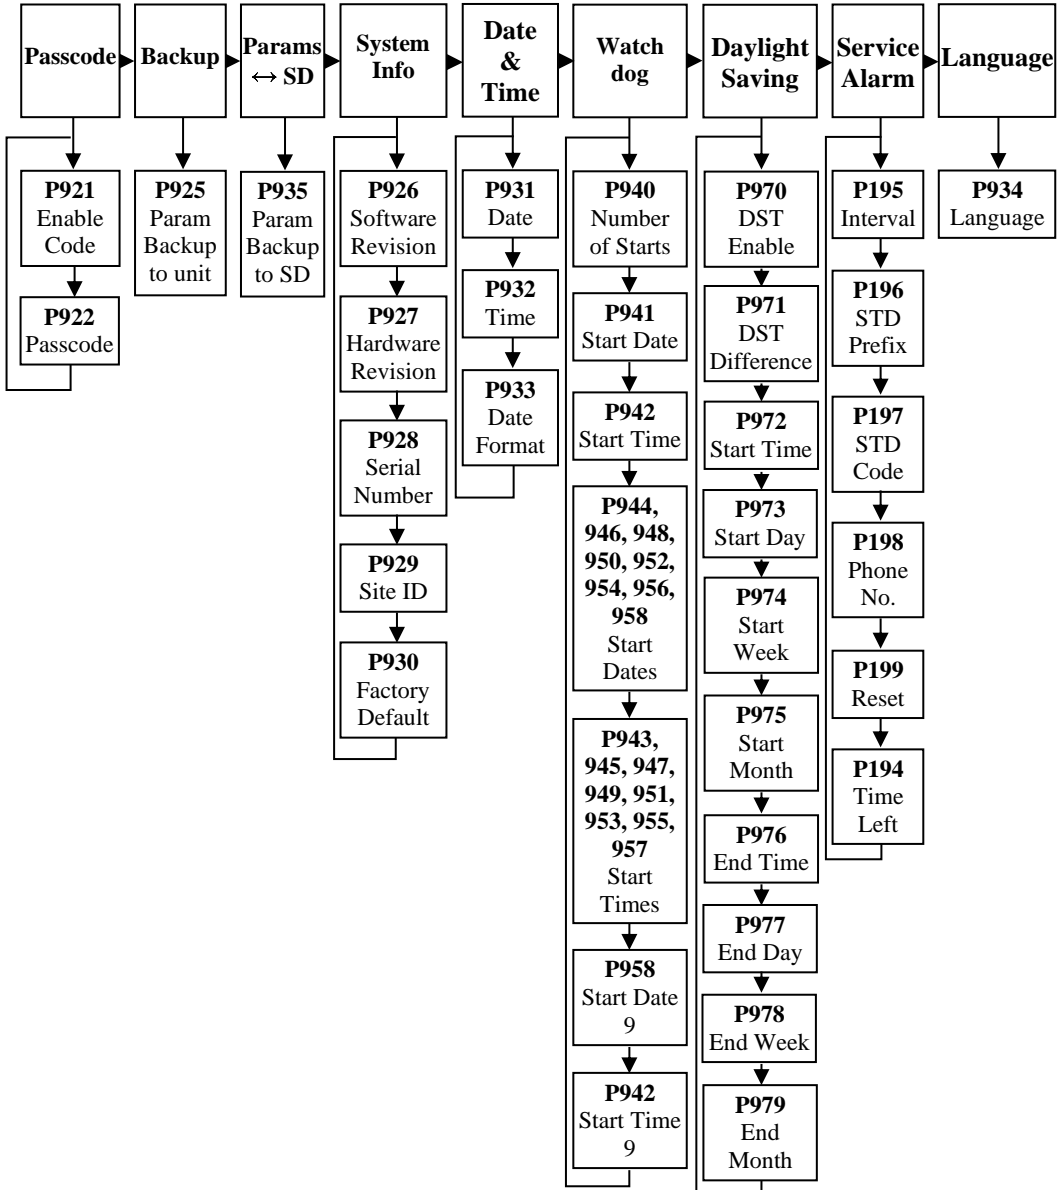 Passcode
Backup
Params
↔ SD
System
Info
Date
&
Time
Watch
dog
Daylight
Saving
Service
Alarm
Language
P921
Enable
Code
P922
Passcode
P925
Param
Backup
to unit
P935
Param
Backup
to SD
P926
Software
Revision
P927
Hardware
Revision
P928
Serial
Number
P929
Site ID
P930
Factory
Default
P931
Date
P932
Time
P933
Date
Format
P940
Number
of Starts
P941
Start Date
P942
Start Time
P944,
946, 948,
950, 952,
954, 956,
958
Start
Dates
P943,
945, 947,
949, 951,
953, 955,
957
Start
Times
P958
Start Date
9
P942
Start Time
9
P970
DST
Enable
P971
DST
Difference
P972
Start Time
P973
Start Day
P974
Start
Week
P975
Start
Month
P976
End Time
P977
End Day
P978
End Week
P979
End
Month
P195
Interval
P196
STD
Prefix
P197
STD
Code
P198
Phone
No.
P199
Reset
P194
Time
Left
P934
Language